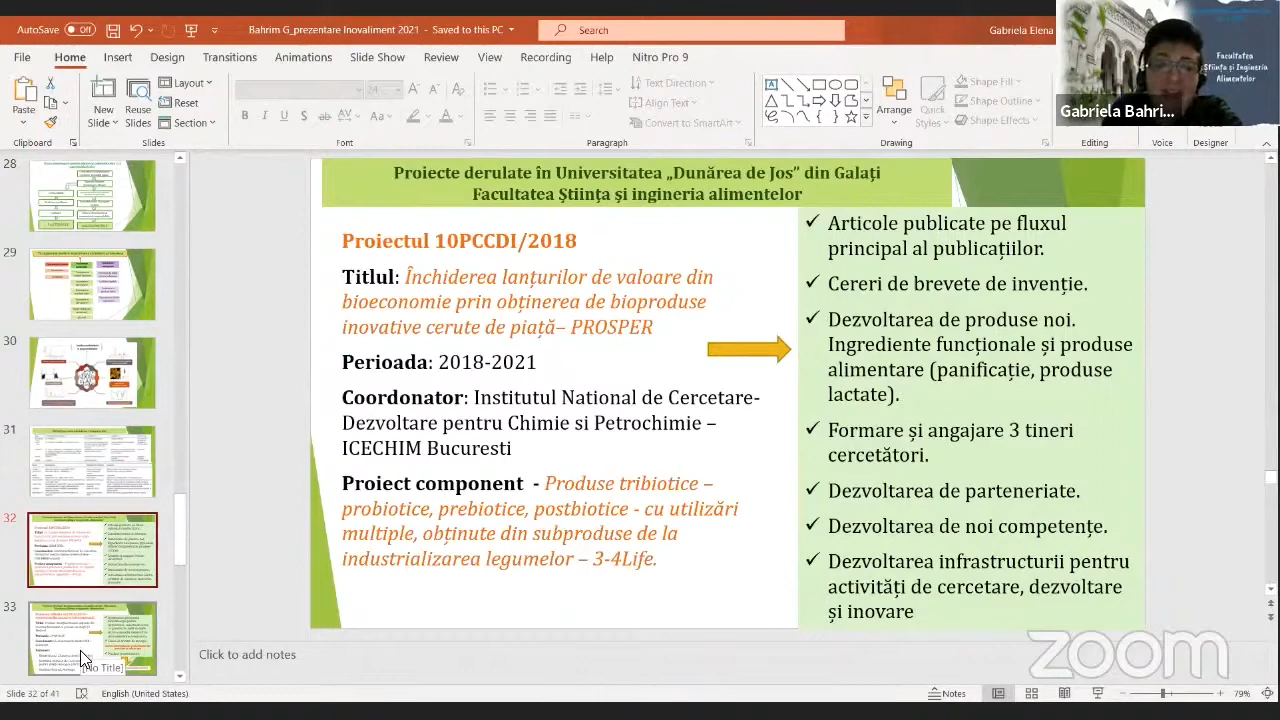 AutoSave Off
Bahrim G_prezentare Inovaliment 2021 - Saved to this PC
Search
Gabriela Elena
File Home Insert Design Transitions Animations Slide Show Review View Recording Help Nitro Pro 9
Paste
New Slide
Reuse Slides
Layout
Reset
Section
Text Direction
Align Text
Convert to SmartArt
Arrange
Quick Styles
Shape Fill
Shape Outline
Shape Effects
Clipboard Slides Font Paragraph Drawing Editing Voice Designer
Facultatea
Știința și Ingineria
Alimentelor
Gabriela Bahri...
28
29
30
31
32
33
[No Title]
Proiecte derulate în Universitatea „Dunărea de Jos" din Galați
Facultatea Știința și ingineria alimentelor
Proiectul 10PCCDI/2018
Titlul: Închiderea de valoare din
bioeconomie prin obținerea de bioproduse
inovative cerute de piață– PROSPER
Perioada: 2018-2021
Coordonator: Institutul National de Cercetare-
Dezvoltare pentru Chimie si Petrochimie –
ICECHIM Bucuresti
Proiect component - Produse tribiotice –
probiotice, prebiotice, postbiotice - cu utilizări
obținute din subproduse de la
– 3-4Life.
Articole publicate pe fluxul
principal al publicațiilor.
Cereri de brevete de invenție.
Dezvoltarea de produse noi.
Ingrediente funcționale și produse
alimentare (panificație, produse
lactate).
Formare și angajare 3 tineri
cercetători.
Dezvoltarea de parteneriate.
Dezvoltarea de noi competențe.
Dezvoltarea infrastructurii pentru
activități de cercetare, dezvoltare
și inovare
Click to add notes
zoom
Slide 32 of 41 English (United States) Notes 79%